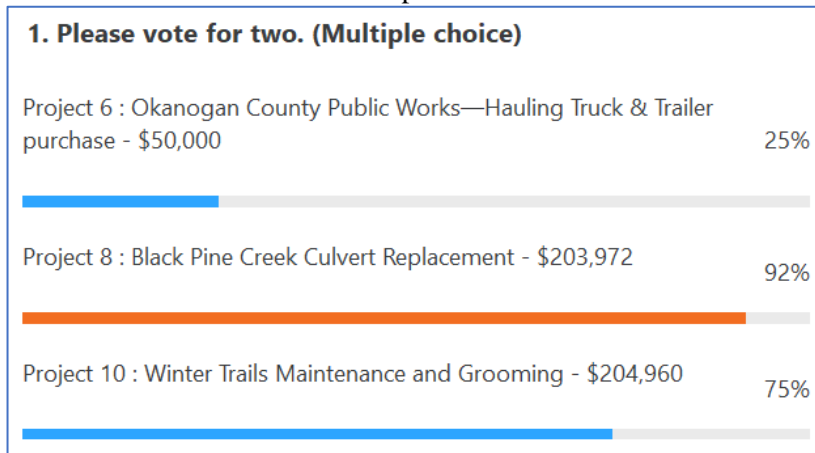 1. Please vote for two. (Multiple choice)
Project 6 : Okanogan County Public Works—Hauling Truck & Trailer
purchase - $50,000
25%
Project 8 : Black Pine Creek Culvert Replacement - $203,972
92%
Project 10 : Winter Trails Maintenance and Grooming - $204,960
75%